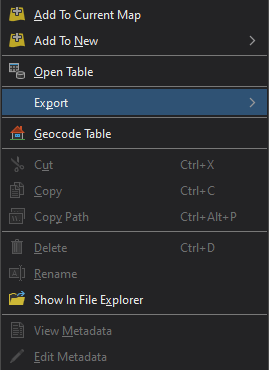 Add To Current Map
Add To New
Open Table
Export
Geocode Table
Cut Ctrl+X
Copy Ctrl+C
Copy Path Ctrl+Alt+P
Delete Ctrl+D
Rename
Show In File Explorer
View Metadata
Edit Metadata